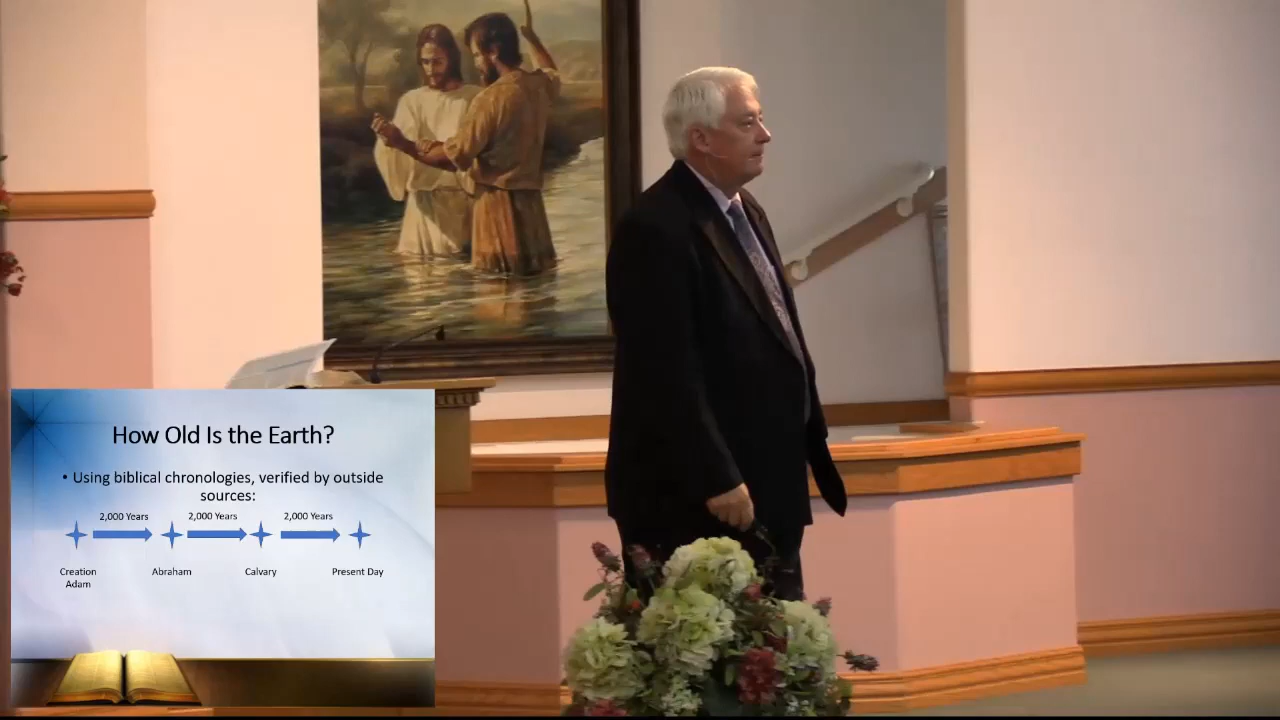 How Old Is the Earth?
• Using biblical chronologies, verified by outside
sources:
2,000 Years 2,000 Years 2,000 Years
Creation Abraham Calvary Present Day
Adam